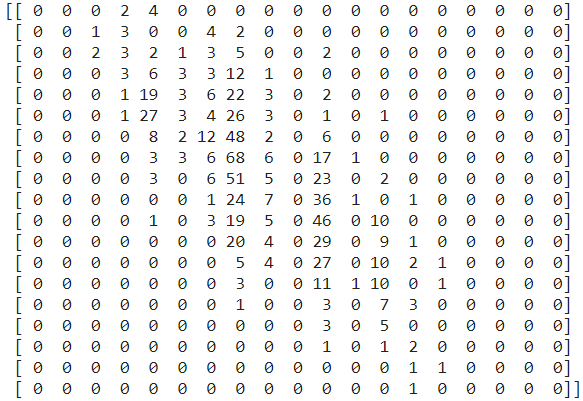 [[ 0 0 0 2 4 0 0 0 0 0 0 0 0 0 0 0 0 0 0]
[ 0 0 1 3 0 0 4 2 0 0 0 0 0 0 0 0 0 0 0]
[ 0 0 2 3 2 1 3 5 0 0 2 0 0 0 0 0 0 0 0]
[ 0 0 0 3 6 3 3 12 1 0 0 0 0 0 0 0 0 0 0]
[ 0 0 0 1 19 3 6 22 3 0 2 0 0 0 0 0 0 0 0]
[ 0 0 0 1 27 3 4 26 3 0 1 0 1 0 0 0 0 0 0]
[ 0 0 0 0 8 2 12 48 2 0 6 0 0 0 0 0 0 0 0]
[ 0 0 0 0 3 3 6 68 6 0 17 1 0 0 0 0 0 0 0]
[ 0 0 0 0 3 0 6 51 5 0 23 0 2 0 0 0 0 0 0]
[ 0 0 0 0 0 0 1 24 7 0 36 1 0 1 0 0 0 0 0]
[ 0 0 0 0 1 0 3 19 5 0 46 0 10 0 0 0 0 0 0]
[ 0 0 0 0 0 0 0 20 4 0 29 0 9 1 0 0 0 0 0]
[ 0 0 0 0 0 0 0 5 4 0 27 0 10 2 1 0 0 0 0]
[ 0 0 0 0 0 0 0 3 0 0 11 1 10 0 1 0 0 0 0]
[ 0 0 0 0 0 0 0 1 0 0 3 0 7 3 0 0 0 0 0]
[ 0 0 0 0 0 0 0 0 0 0 3 0 5 0 0 0 0 0 0]
[ 0 0 0 0 0 0 0 0 0 0 1 0 1 2 0 0 0 0 0]
[ 0 0 0 0 0 0 0 0 0 0 0 0 0 1 1 0 0 0 0]
[ 0 0 0 0 0 0 0 0 0 0 0 0 0 1 0 0 0 0 0]]